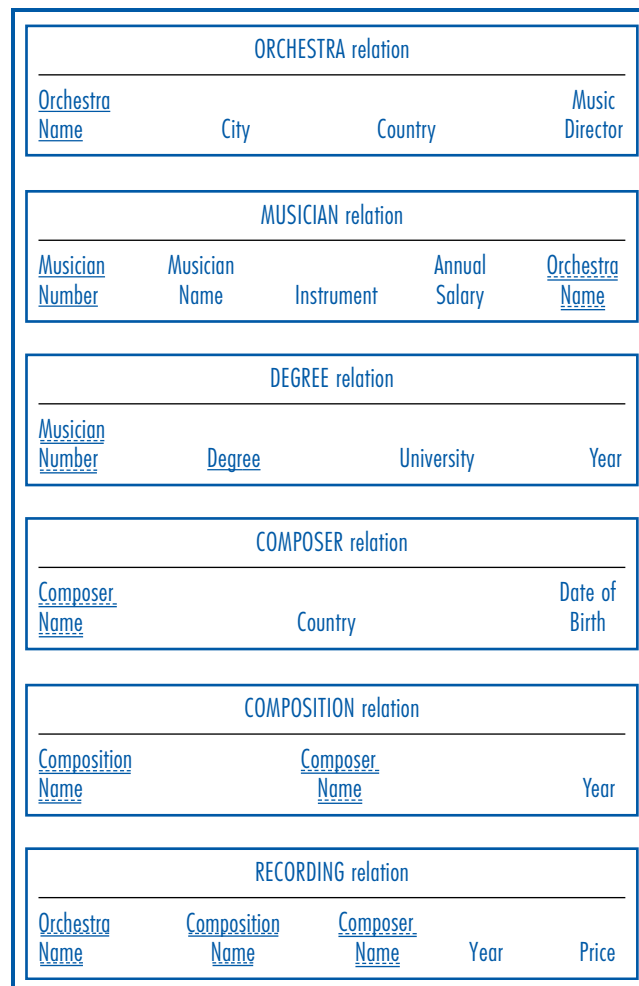 ORCHESTRA relation
Orchestra Music
Name City Country Director
MUSICIAN relation
Musician Musician Annual Orchestra
Number Name Instrument Salary Name
DEGREE relation
Musician
Number Degree University Year
COMPOSER relation
Composer Date of
Name Country Birth
COMPOSITION relation
Composition Composer
Name Name Year
RECORDING relation
Orchestra Composition Composer
Name Name Name Year Price